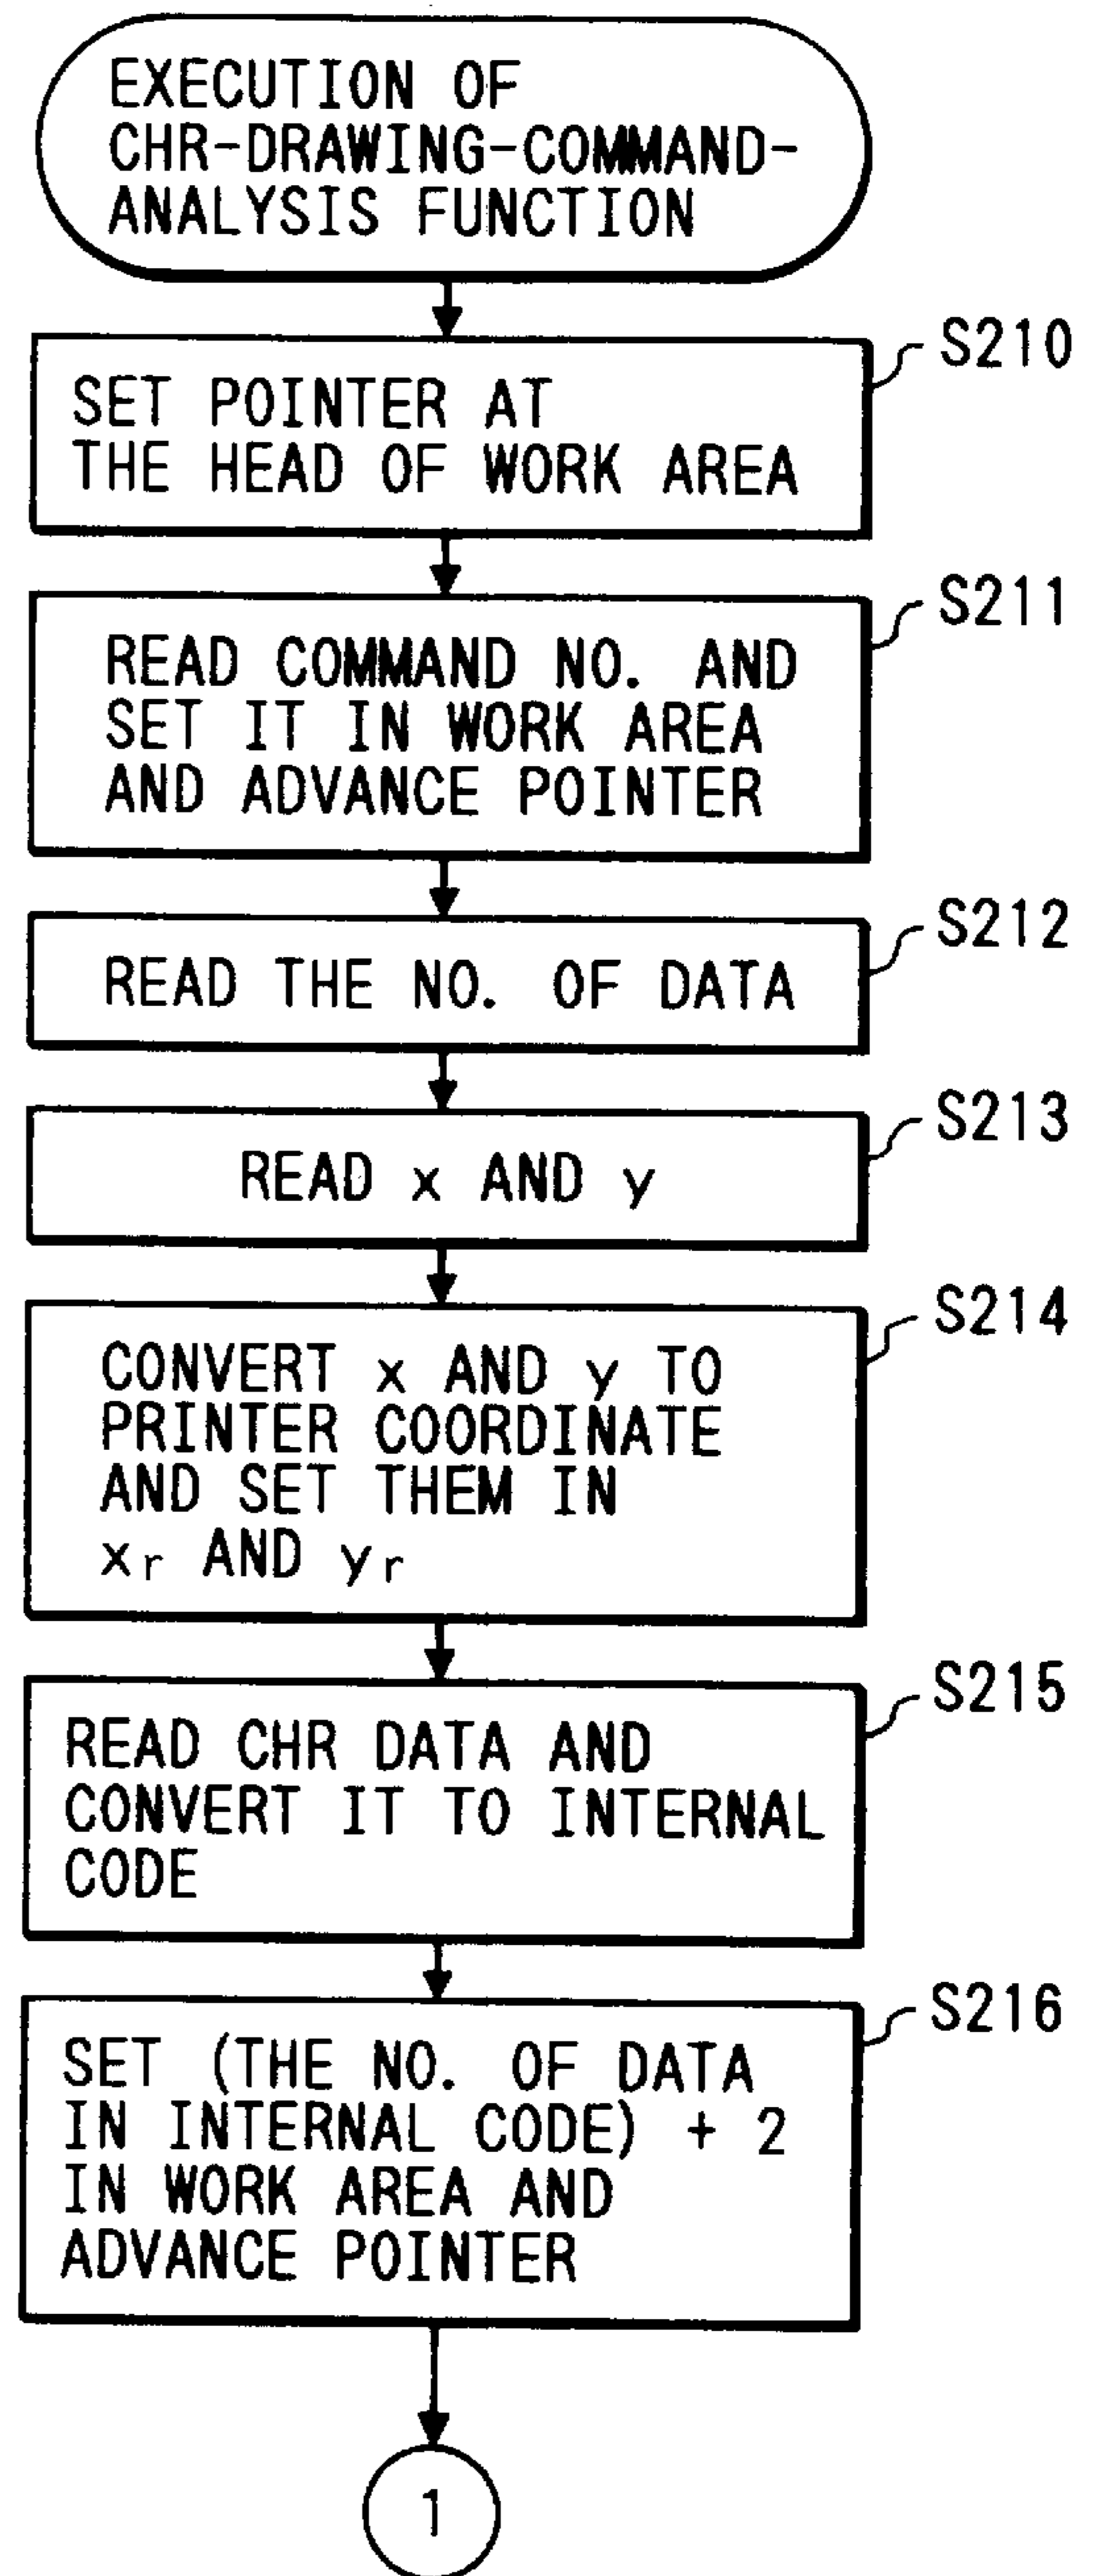 EXECUTION OF
CHR-DRAWING-COMMAND-
ANALYSIS FUNCTION
S210
SET POINTER AT
THE HEAD OF WORK AREA
S211
READ COMMAND NO. AND
SET IT IN WORK AREA
AND ADVANCE POINTER
S212
READ THE NO. OF DATA
S213
READ x AND y
S214
CONVERT x AND y TO
PRINTER COORDINATE
AND SET THEM IN
xr AND yr
S215
READ CHR DATA AND
CONVERT IT TO INTERNAL
CODE
S216
SET (THE NO. OF DATA
IN INTERNAL CODE) + 2
IN WORK AREA AND
ADVANCE POINTER
1